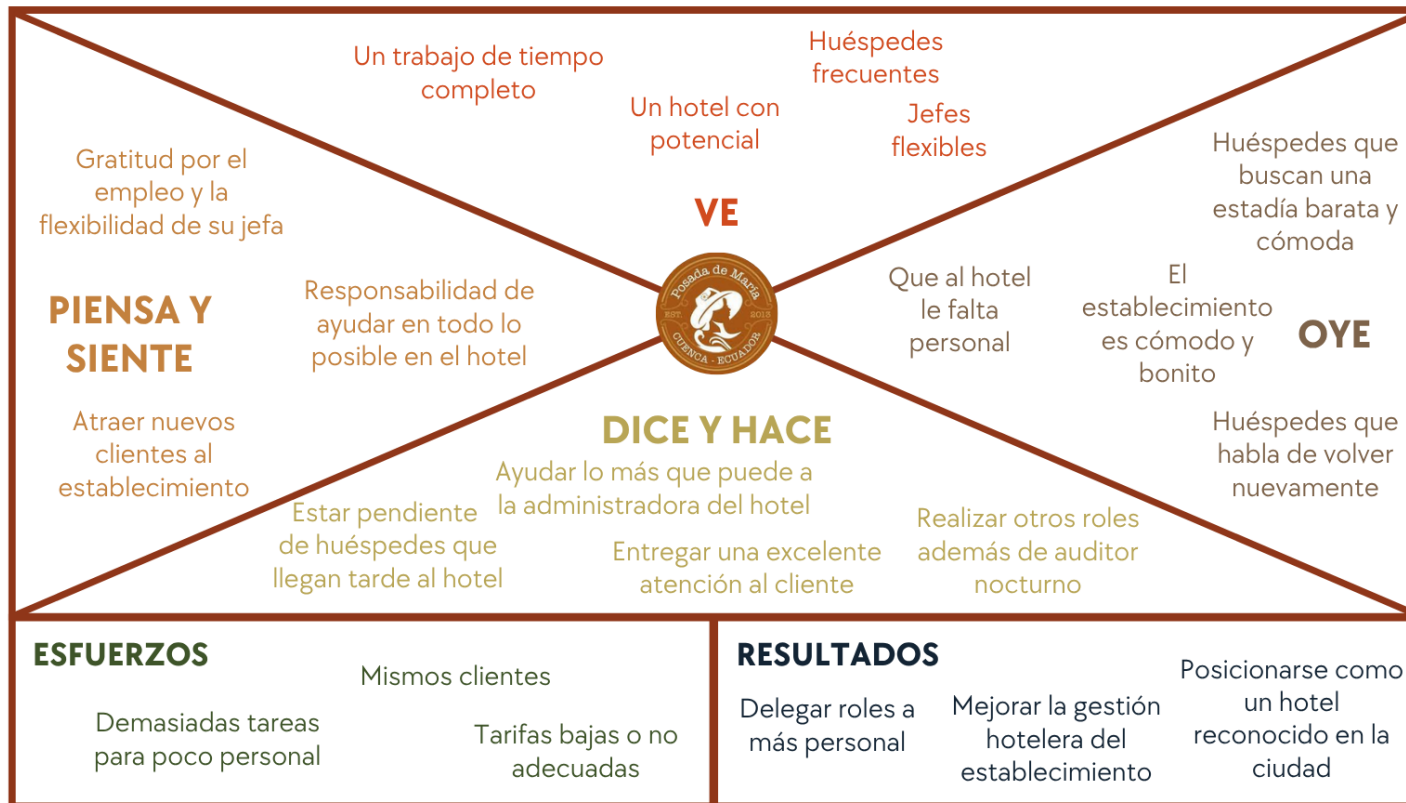 Un trabajo de tiempo
completo
Un hotel con
potencial
Huéspedes
frecuentes
Jefes
flexibles
VE
Gratitud por el
empleo y la
flexibilidad de su jefa
PIENSA Y
SIENTE
Responsabilidad de
ayudar en todo lo
posible en el hotel
Atraer nuevos
clientes al
establecimiento
Posada de María
EST. 2013
CUENCA - ECUADOR
Huéspedes que
buscan una
estadía barata y
cómoda
Que al hotel
le falta
personal
El
establecimiento
es cómodo y
bonito
OYE
Huéspedes que
habla de volver
nuevamente
DICE Y HACE
Ayudar lo más que puede a
la administradora del hotel
Estar pendiente
de huéspedes que
llegan tarde al hotel
Entregar una excelente
atención al cliente
Realizar otros roles
además de auditor
nocturno
ESFUERZOS
Mismos clientes
Demasiadas tareas
para poco personal
Tarifas bajas o no
adecuadas
RESULTADOS
Delegar roles a
más personal
Mejorar la gestión
hotelera del
establecimiento
Posicionarse como
un hotel
reconocido en la
ciudad